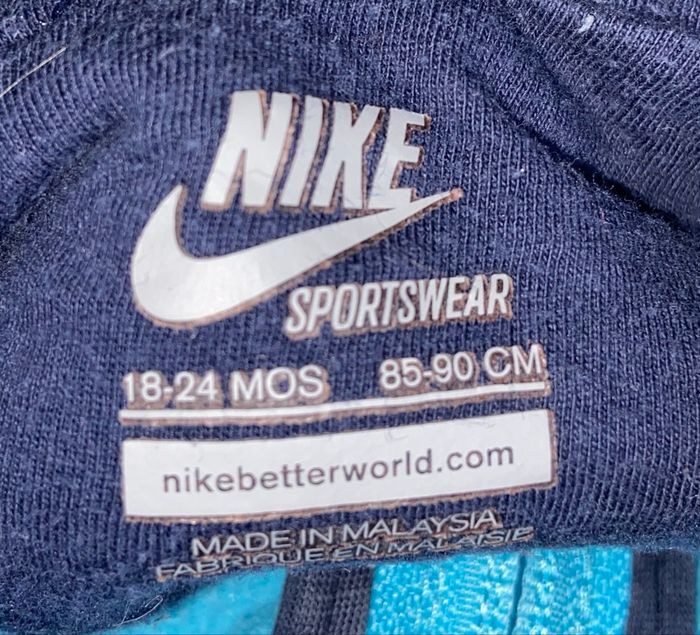 NIKE
SPORTSWEAR
18-24 MOS 85-90 CM
nikebetterworld.com
MADE IN MALAYSIA
FABRIQUE EN MALAISIE